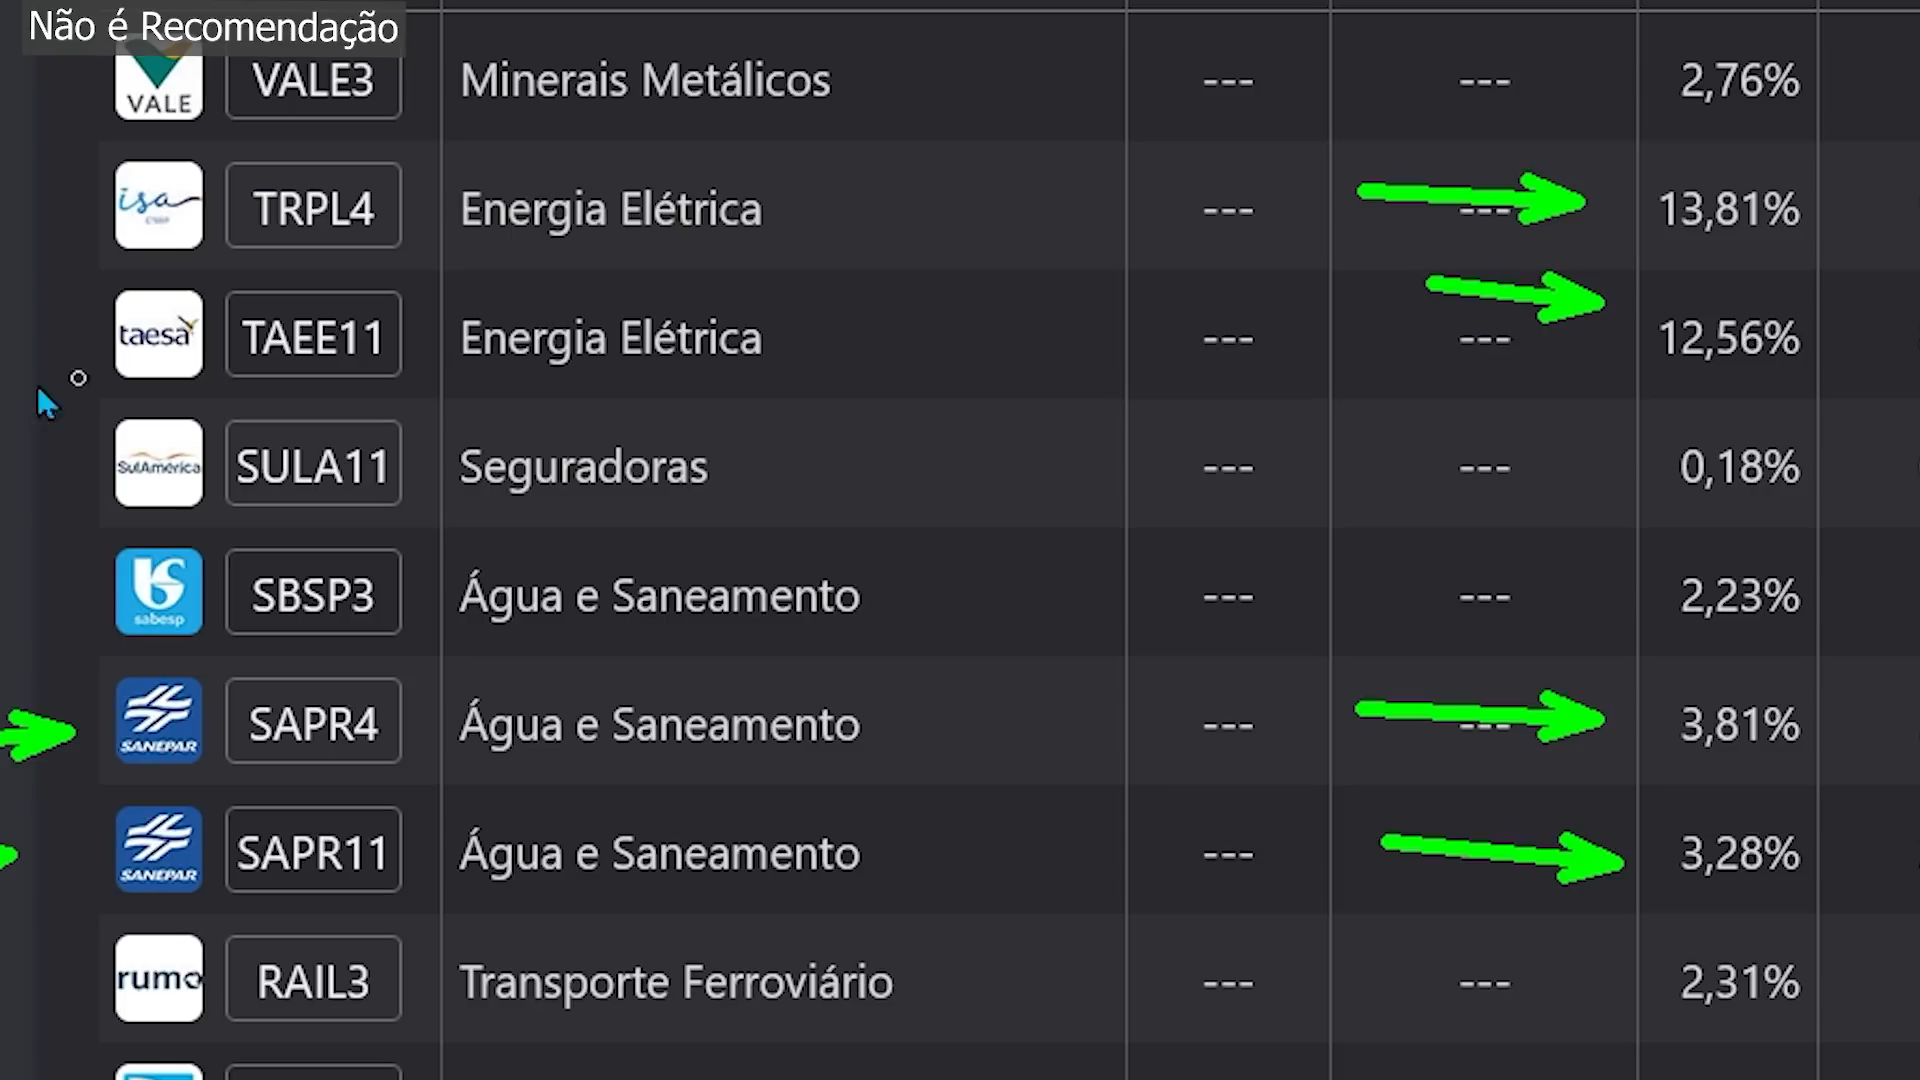 Não é Recomendação
VALE VALE3 Minerais Metálicos --- --- 2,76%
isa TRPL4 Energia Elétrica --- --- 13,81%
taesa TAEE11 Energia Elétrica --- --- 12,56%
SulAmérica SULA11 Seguradoras --- --- 0,18%
sabesp SBSP3 Água e Saneamento --- --- 2,23%
SANEPAR SAPR4 Água e Saneamento --- --- 3,81%
SANEPAR SAPR11 Água e Saneamento --- 3,28%
rumo RAIL3 Transporte Ferroviário --- --- 2,31%